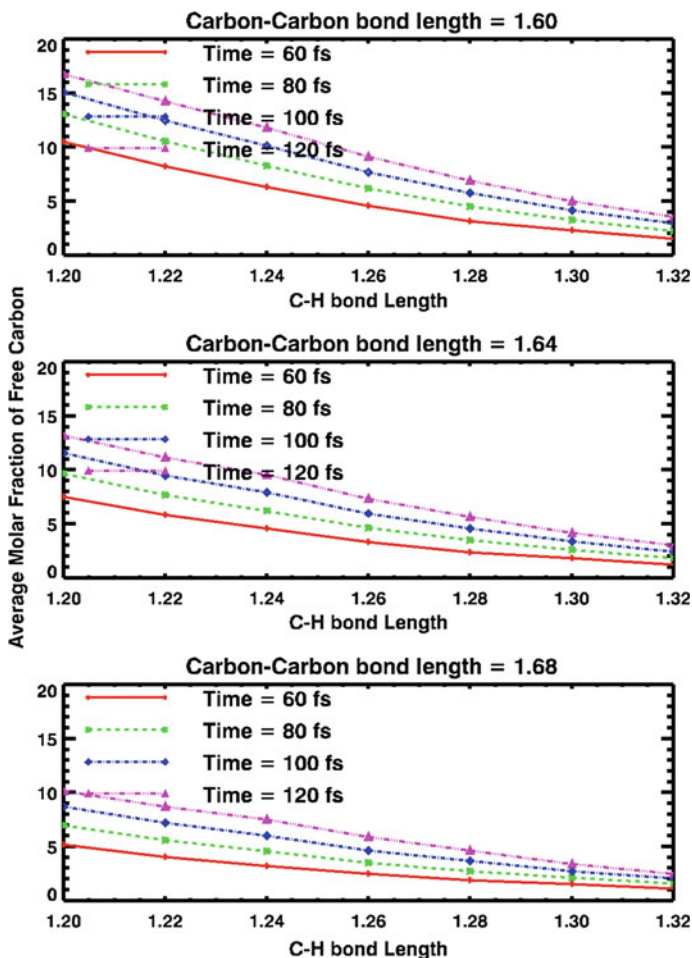 Carbon-Carbon bond length = 1.60
20
Time = 60 fs
Time = 80 fs
15
Time = 100 fs
10
Time = 120 fs
5
0
1.20 1.22 1.24 1.26 1.28 1.30 1.32
C-H bond Length
Average Molar Fraction of Free Carbon
Carbon-Carbon bond length = 1.64
20
Time = 60 fs
15
Time = 80 fs
Time = 100 fs
10
Time = 120 fs
5
0
1.20 1.22 1.24 1.26 1.28 1.30 1.32
C-H bond Length
Carbon-Carbon bond length = 1.68
20
Time = 60 fs
15
Time = 80 fs
Time = 100 fs
10
Time = 120 fs
5
0
1.20 1.22 1.24 1.26 1.28 1.30 1.32
C-H bond Length